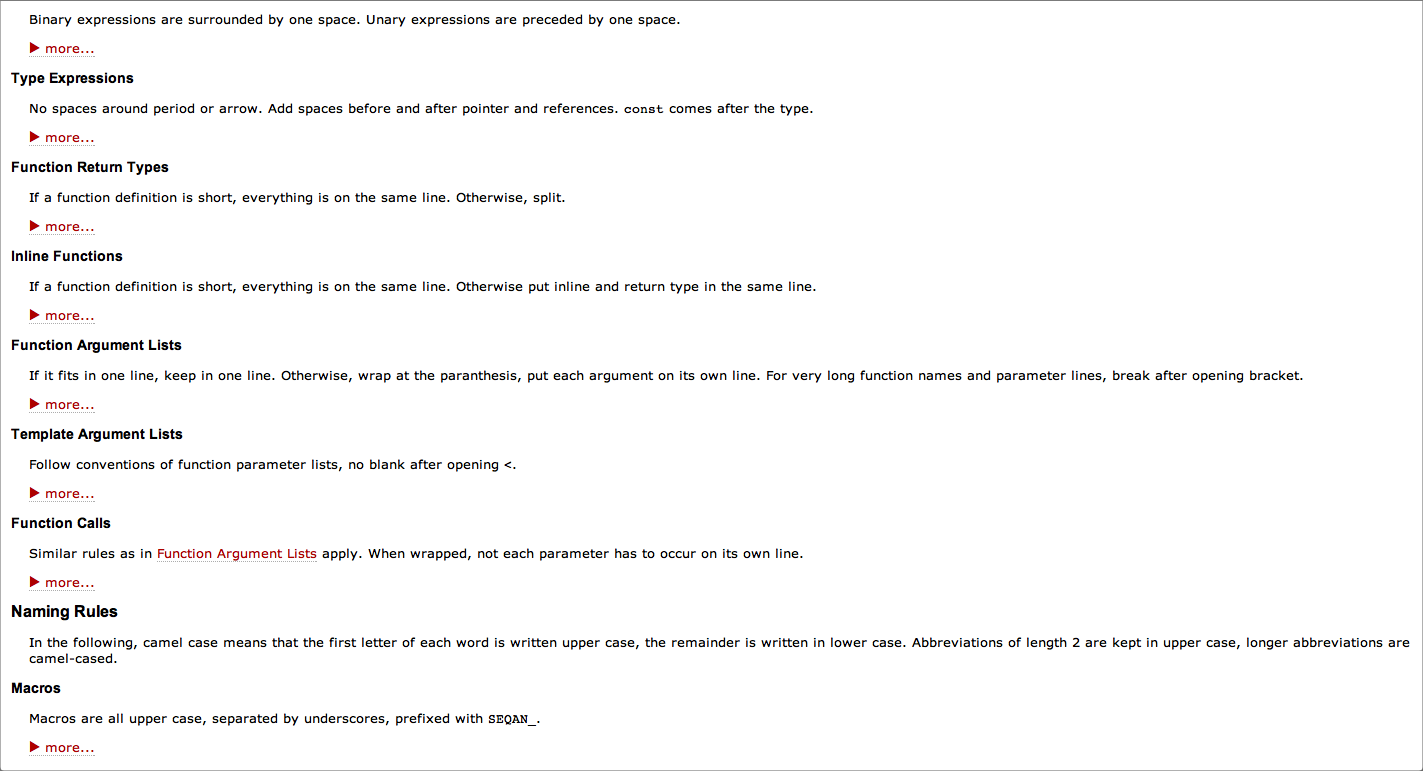 Binary expressions are surrounded by one space. Unary expressions are preceded by one space.
▶ more...
Type Expressions
No spaces around period or arrow. Add spaces before and after pointer and references. const comes after the type.
▶ more...
Function Return Types
If a function definition is short, everything is on the same line. Otherwise, split.
▶ more...
Inline Functions
If a function definition is short, everything is on the same line. Otherwise put inline and return type in the same line.
▶ more...
Function Argument Lists
If it fits in one line, keep in one line. Otherwise, wrap at the paranthesis, put each argument on its own line. For very long function names and parameter lines, break after opening bracket.
▶ more...
Template Argument Lists
Follow conventions of function parameter lists, no blank after opening <.
▶ more...
Function Calls
Similar rules as in Function Argument Lists apply. When wrapped, not each parameter has to occur on its own line.
▶ more...
Naming Rules
In the following, camel case means that the first letter of each word is written upper case, the remainder is written in lower case. Abbreviations of length 2 are kept in upper case, longer abbreviations are
camel-cased.
Macros
Macros are all upper case, separated by underscores, prefixed with SEQAN_.
▶ more...